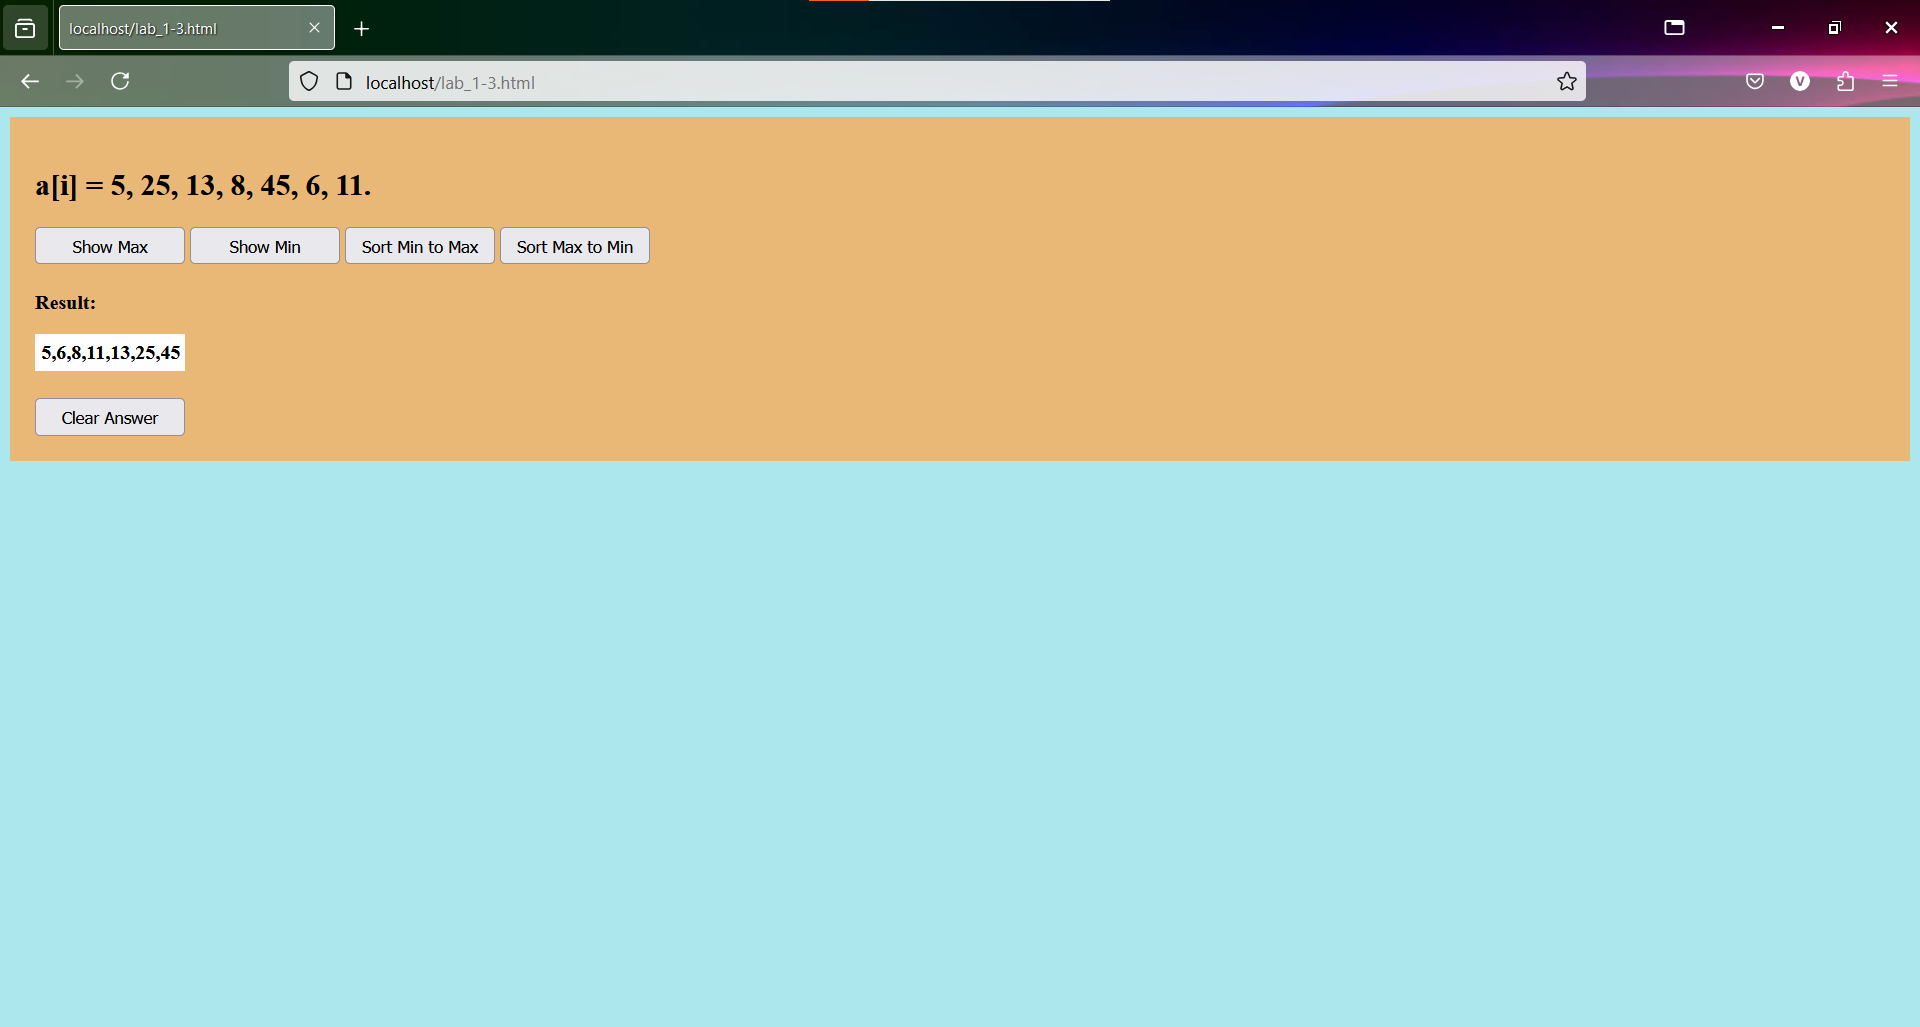 localhost/lab_1-3.html
V
localhost/lab_1-3.html
a[i] = 5, 25, 13, 8, 45, 6, 11.
Show Max Show Min Sort Min to Max Sort Max to Min
Result:
5,6,8,11,13,25,45
Clear Answer